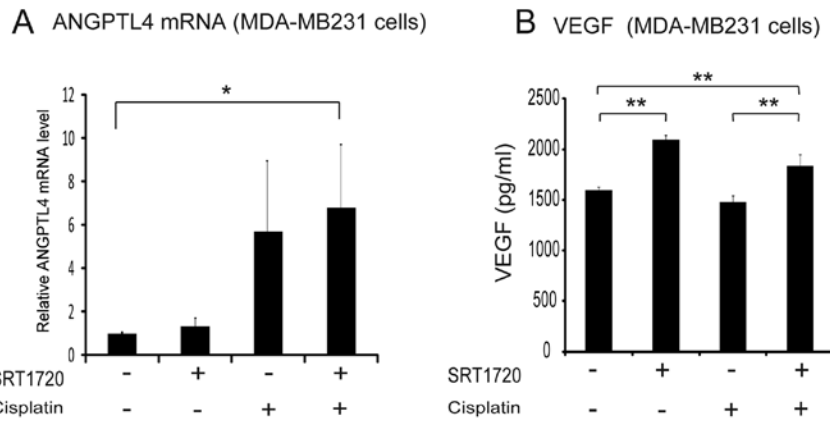 A ANGPTL4 mRNA (MDA-MB231 cells)
Relative ANGPTL4 mRNA level
12
10
8
6
4
2
0
*
SRT1720 - + - +
Cisplatin - - + +
B VEGF (MDA-MB231 cells)
VEGF (pg/ml)
2500
2000
1500
1000
500
0
**
** **
SRT1720 - + - +
Cisplatin - - + +